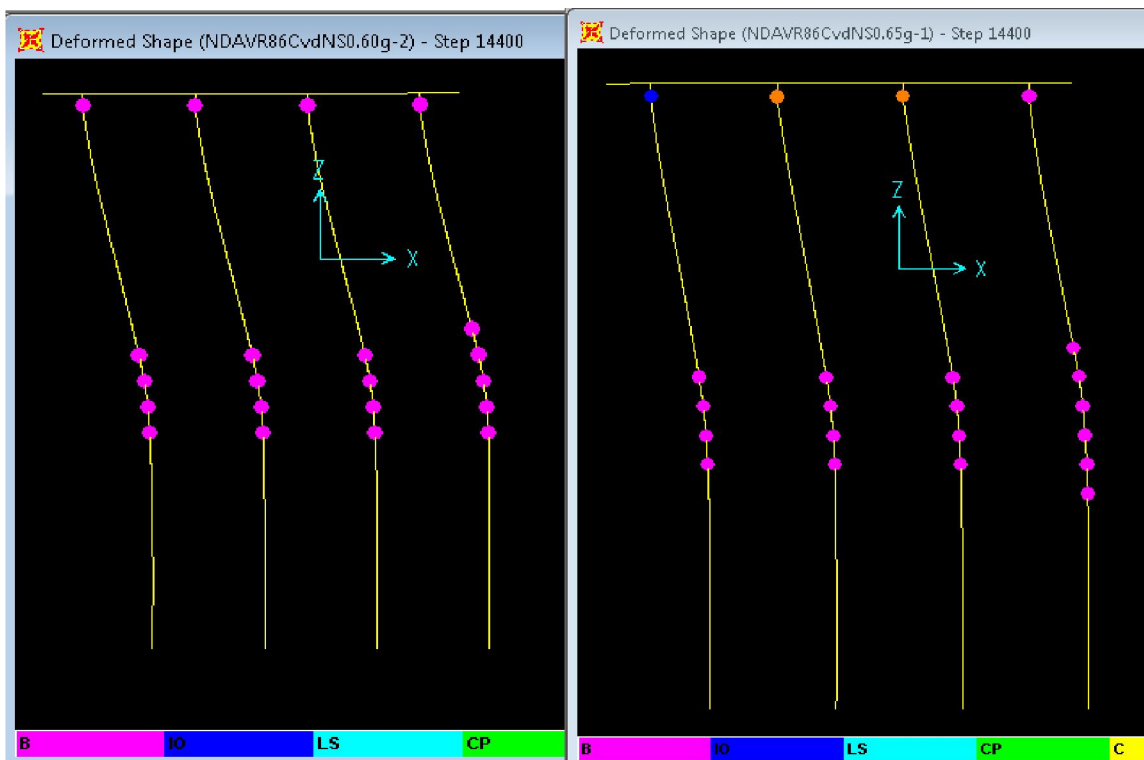 Deformed Shape (NDAVR86CvdNS0.60g-2) - Step 14400
Z
X
B IO LS CP
Deformed Shape (NDAVR86CvdNS0.65g-1) - Step 14400
Z
X
B IO LS CP C